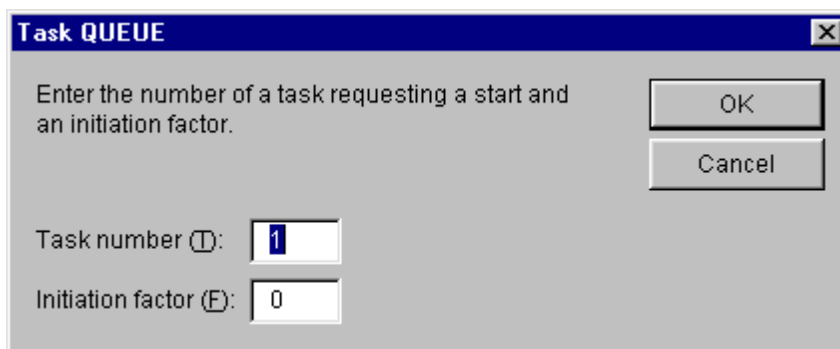 Task QUEUE
Enter the number of a task requesting a start and
an initiation factor.
OK
Cancel
Task number (T): 1
Initiation factor (F): 0